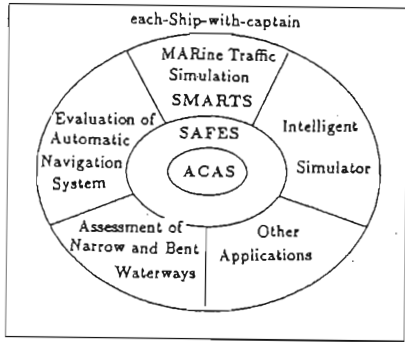 each-Ship-with-captain
MARine Traffic
Simulation
SMARTS
Evaluation of
Automatic
Navigation
System
SAFES
ACAS
Intelligent
Simulator
Assessment of
Narrow and Bent
Waterways
Other
Applications